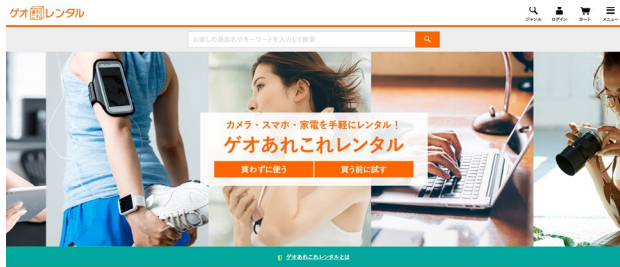 ゲオ あれこれ レンタル
ジャンル ログイン カート メニュー
お探しの商品名やキーワードを入力して検索
カメラ・スマホ・家電を手軽にレンタル！
ゲオあれこれレンタル
買わずに使う 買う前に試す
ゲオあれこれレンタルとは